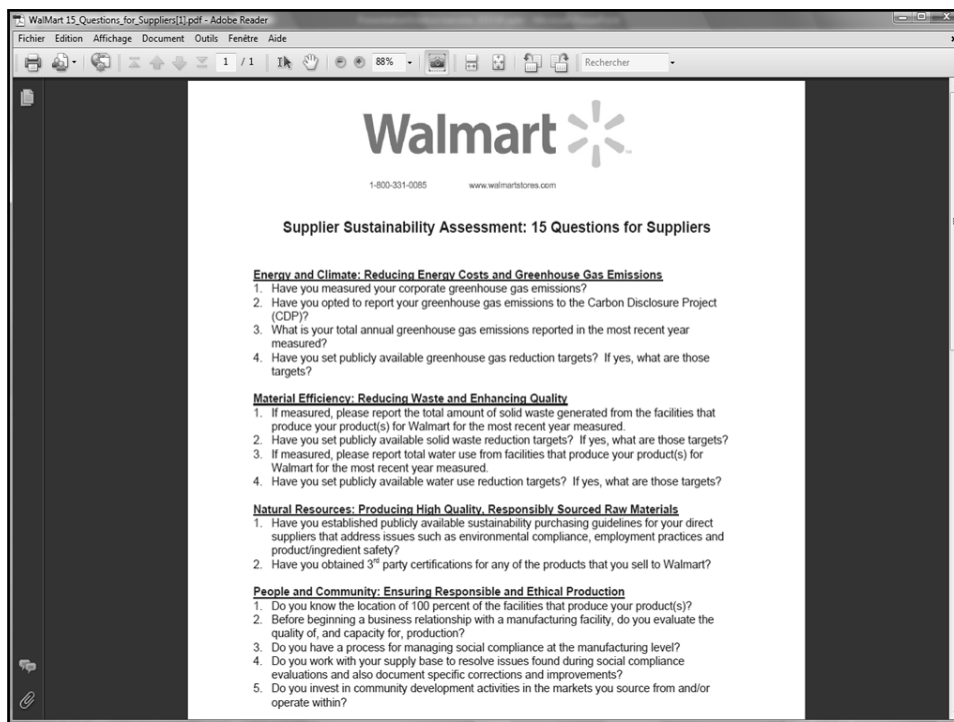 WalMart 15_Questions_for_Suppliers[1].pdf - Adobe Reader
Fichier Edition Affichage Document Outils Fenêtre Aide
1 / 1 88% Rechercher
Walmart
1-800-331-0085 www.walmartstores.com
Supplier Sustainability Assessment: 15 Questions for Suppliers
Energy and Climate: Reducing Energy Costs and Greenhouse Gas Emissions
1. Have you measured your corporate greenhouse gas emissions?
2. Have you opted to report your greenhouse gas emissions to the Carbon Disclosure Project
(CDP)?
3. What is your total annual greenhouse gas emissions reported in the most recent year
measured?
4. Have you set publicly available greenhouse gas reduction targets? If yes, what are those
targets?
Material Efficiency: Reducing Waste and Enhancing Quality
1. If measured, please report the total amount of solid waste generated from the facilities that
produce your product(s) for Walmart for the most recent year measured.
2. Have you set publicly available solid waste reduction targets? If yes, what are those targets?
3. If measured, please report total water use from facilities that produce your product(s) for
Walmart for the most recent year measured.
4. Have you set publicly available water use reduction targets? If yes, what are those targets?
Natural Resources: Producing High Quality, Responsibly Sourced Raw Materials
1. Have you established publicly available sustainability purchasing guidelines for your direct
suppliers that address issues such as environmental compliance, employment practices and
product/ingredient safety?
2. Have you obtained 3rd party certifications for any of the products that you sell to Walmart?
People and Community: Ensuring Responsible and Ethical Production
1. Do you know the location of 100 percent of the facilities that produce your product(s)?
2. Before beginning a business relationship with a manufacturing facility, do you evaluate the
quality of, and capacity for, production?
3. Do you have a process for managing social compliance at the manufacturing level?
4. Do you work with your supply base to resolve issues found during social compliance
evaluations and also document specific corrections and improvements?
5. Do you invest in community development activities in the markets you source from and/or
operate within?